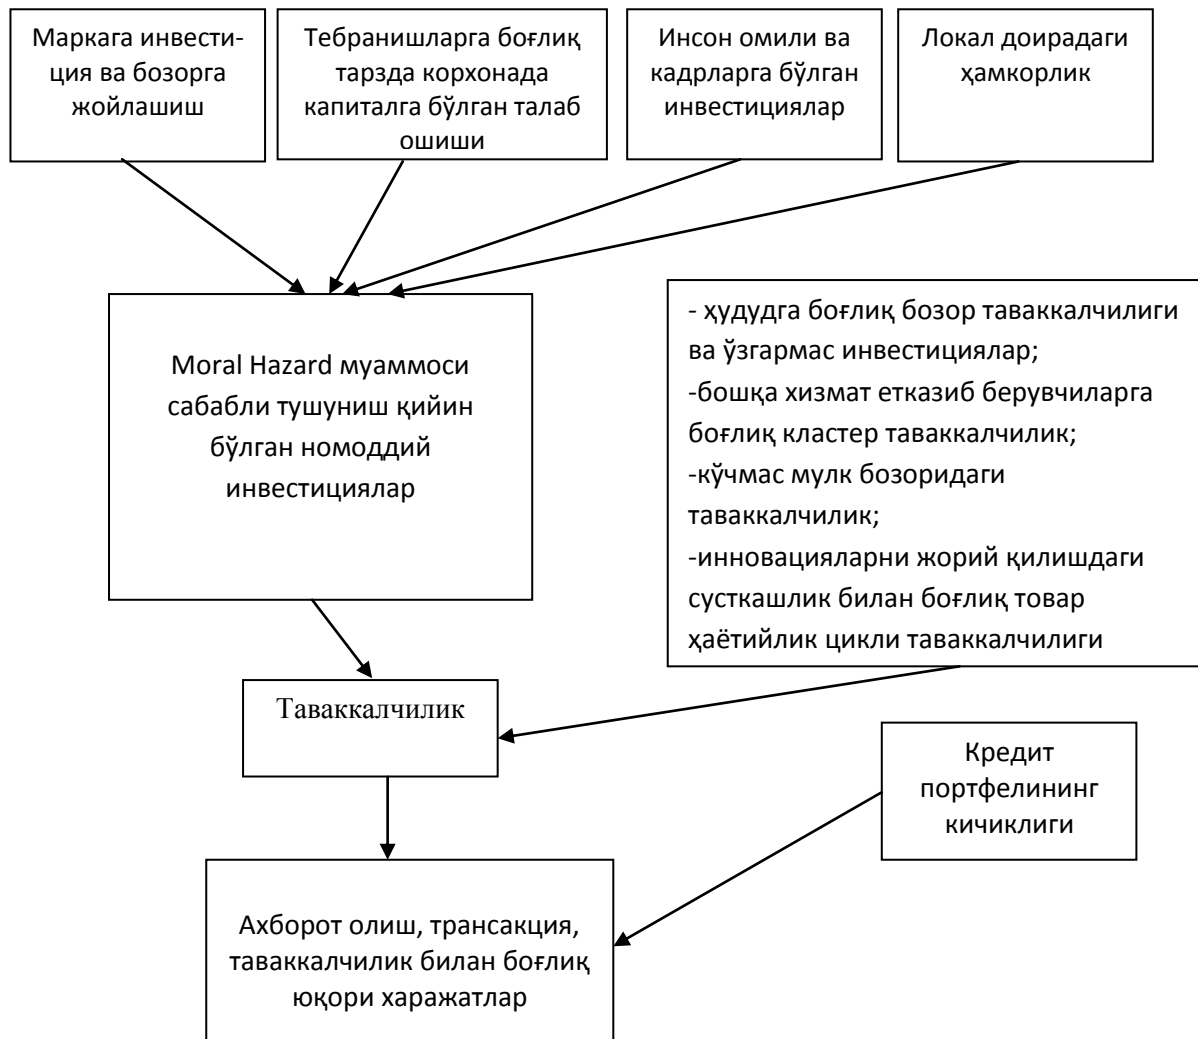 Маркага инвести-
ция ва бозорга
жойлашиш
Тебранишларга боғлиқ
тарзда корхонада
капиталга бўлган талаб
ошиши
Инсон омили ва
кадрларга бўлган
инвестициялар
Локал доирадаги
ҳамкорлик
Moral Hazard муаммоси
сабабли тушуниш қийин
бўлган номоддий
инвестициялар
- ҳудудга боғлиқ бозор таваккалчилиги
ва ўзгармас инвестициялар;
-бошқа хизмат етказиб берувчиларга
боғлиқ кластер таваккалчилик;
-кўчмас мулк бозоридаги
таваккалчилик;
-инновацияларни жорий қилишдаги
сусткашлик билан боғлиқ товар
ҳаётийлик цикли таваккалчилиги
Таваккалчилик
Кредит
портфелининг
кичиклиги
Ахборот олиш, трансакция,
таваккалчилик билан боғлиқ
юқори харажатлар